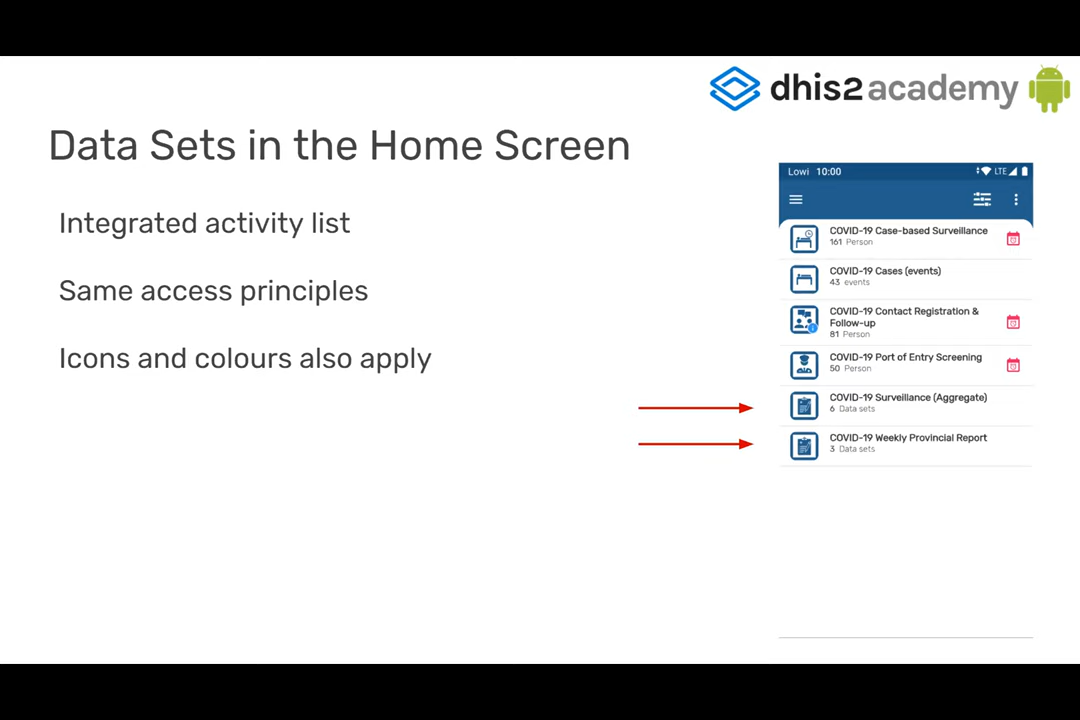 dhis2 academy
Data Sets in the Home Screen
Integrated activity list
Same access principles
Icons and colours also apply
Lowi 10:00 LTE
COVID-19 Case-based Surveillance
161 Person
COVID-19 Cases (events)
43 events
COVID-19 Contact Registration &
Follow-up
81 Person
COVID-19 Port of Entry Screening
50 Person
COVID-19 Surveillance (Aggregate)
6 Data sets
COVID-19 Weekly Provincial Report
3 Data sets